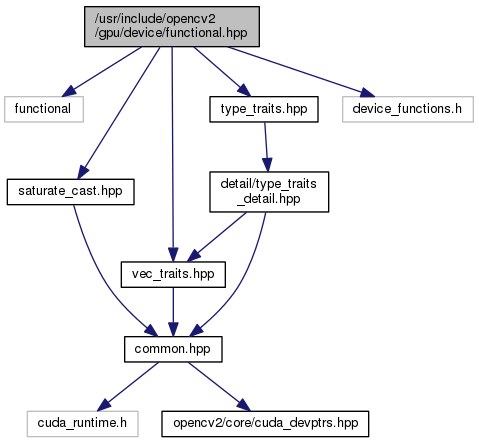 /usr/include/opencv2
/gpu/device/functional.hpp
functional
type_traits.hpp
device_functions.h
saturate_cast.hpp
detail/type_traits
_detail.hpp
vec_traits.hpp
common.hpp
cuda_runtime.h
opencv2/core/cuda_devptrs.hpp